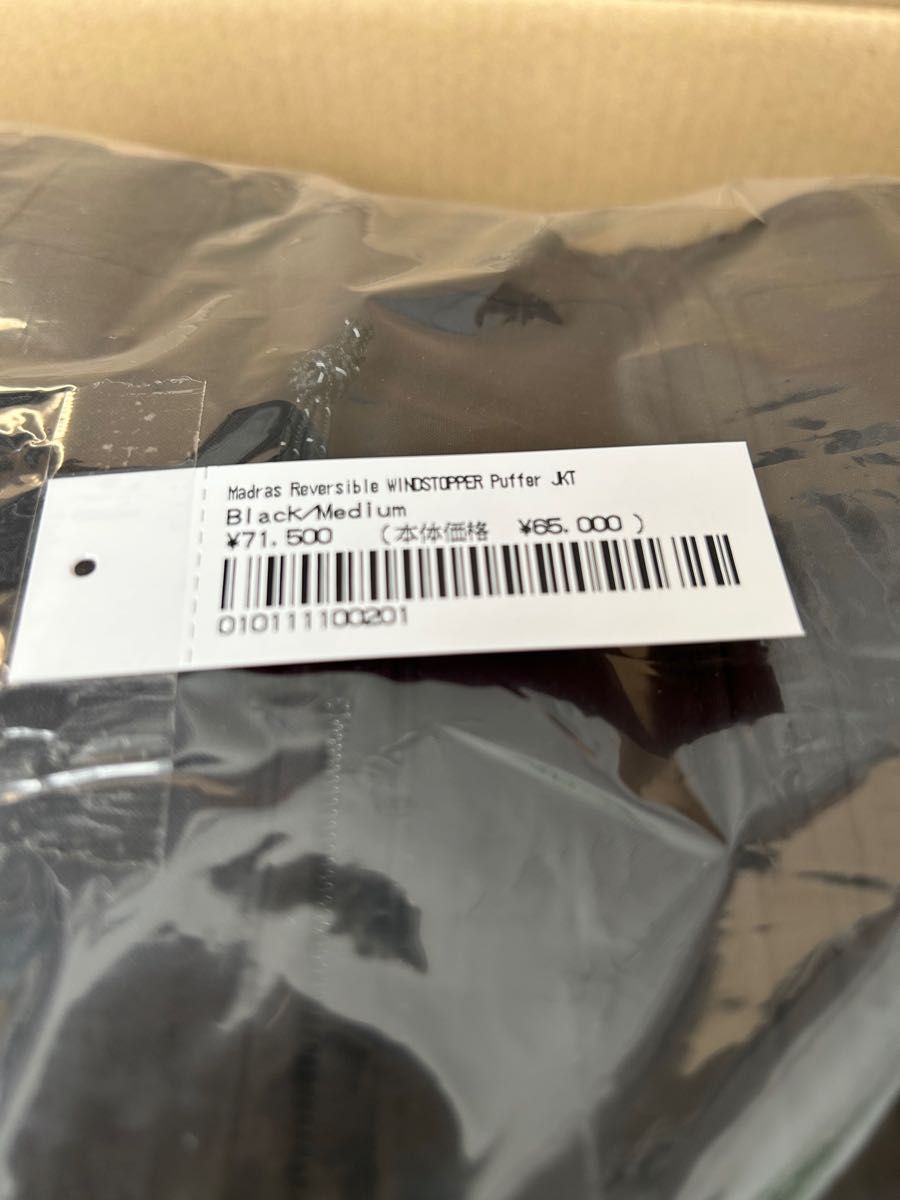 Madras Reversible WINDSTOPPER Puffer JKT
Black/Medium
¥71.500 (本体価格 ¥65.000 )
010111100201